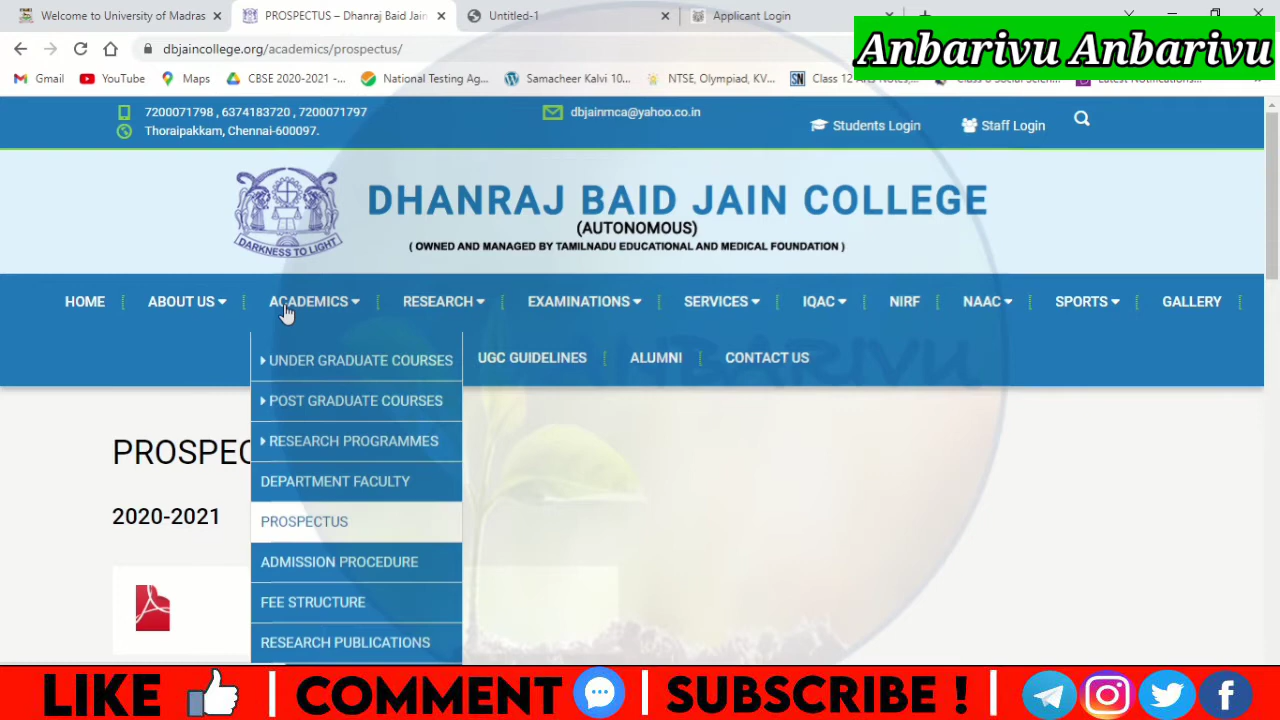 Welcome to University of Madras
PROSPECTUS – Dhanraj Baid Jain
Untitled-1
Applicant Login
dbjaincollege.org/academics/prospectus/
Anbarivu Anbarivu
Gmail
YouTube
Maps
CBSE 2020-2021 -...
National Testing Ag...
Samacheer Kalvi 10...
NTSE, Olympiad, KV...
7200071798 , 6374183720 , 7200071797
dbjainmca@yahoo.co.in
Students Login
Staff Login
Thoraipakkam, Chennai-600097.
DHANRAJ BAID JAIN COLLEGE
(AUTONOMOUS)
( OWNED AND MANAGED BY TAMILNADU EDUCATIONAL AND MEDICAL FOUNDATION )
DARKNESS TO LIGHT
HOME
ABOUT US
ACADEMICS
RESEARCH
EXAMINATIONS
SERVICES
IQAC
NIRF
NAAC
SPORTS
GALLERY
UGC GUIDELINES
ALUMNI
CONTACT US
UNDER GRADUATE COURSES
POST GRADUATE COURSES
RESEARCH PROGRAMMES
DEPARTMENT FACULTY
PROSPECTUS
ADMISSION PROCEDURE
FEE STRUCTURE
RESEARCH PUBLICATIONS
ANBARIVU
PROSPEC
2020-2021
LIKE | COMMENT | SUBSCRIBE ! |